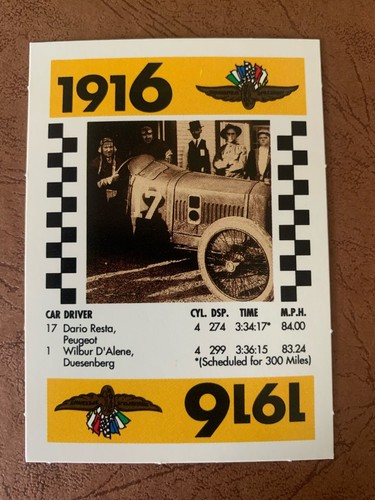 1916
17
CAR DRIVER CYL. DSP. TIME M.P.H.
17 Dario Resta, 4 274 3:34:17* 84.00
Peugeot
1 Wilbur D'Alene, 4 299 3:36:15 83.24
Duesenberg *(Scheduled for 300 Miles)
1916